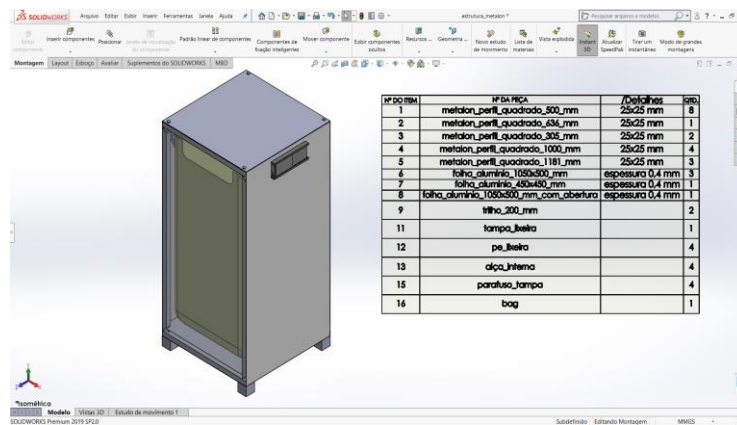 SOLIDWORKS Arquivo Editar Exibir Inserir Ferramentas Janela Ajuda estrutura_metalon * Pesquisar arquivos e modelos
Editar componente
Inserir componentes
Posicionar
Janela de visualização de componentes
Padrão linear de componentes
Componentes de fixação inteligentes
Mover componente
Exibir componentes ocultos
Recursos ...
Geometria ...
Novo estudo de movimento
Lista de materiais
Vista explodida
Instant 3D
Atualizar SpeedPak
Tirar um instantâneo
Modo de grandes montagens
Montagem Layout Esboço Avaliar Suplementos do SOLIDWORKS MBD
Nº DO ITEM Nº DA PEÇA /Detalhes QTD.
1 metalon_perfil_quadrado_500_mm 25x25 mm 8
2 metalon_perfil_quadrado_636_mm 25x25 mm 1
3 metalon_perfil_quadrado_305_mm 25x25 mm 2
4 metalon_perfil_quadrado_1000_mm 25x25 mm 4
5 metalon_perfil_quadrado_1181_mm 25x25 mm 3
6 folha_aluminio_1050x500_mm espessura 0,4 mm 3
7 folha_aluminio_450x450_mm espessura 0,4 mm 1
8 folha_aluminio_1050x500_mm_com_abertura espessura 0,4 mm 1
9 trilho_200_mm 2
11 tampa_lixeira 1
12 pe_lixeira 4
13 alça_interna 4
15 parafuso_tampa 4
16 bag 1
*Isométrica
Modelo Vistas 3D Estudo de movimento 1
SOLIDWORKS Premium 2019 SP2.0 Subdefinido Editando Montagem MMGS